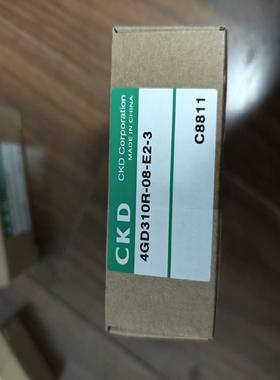 CKD
CKD Corporation
MADE IN CHINA
4GD310R-08-E2-3
C8811